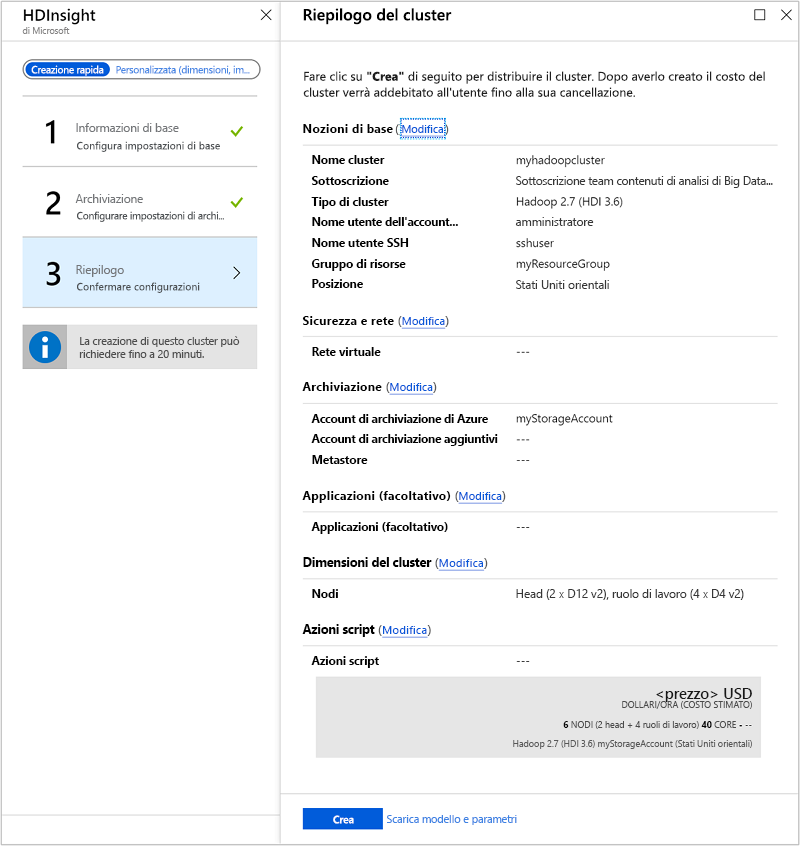 HDInsight
di Microsoft
Creazione rapida Personalizzata (dimensioni, im...
1 Informazioni di base
Configura impostazioni di base
2 Archiviazione
Configurare impostazioni di archi...
3 Riepilogo
Confermare configurazioni
La creazione di questo cluster può
richiedere fino a 20 minuti.
Riepilogo del cluster
Fare clic su "Crea" di seguito per distribuire il cluster. Dopo averlo creato il costo del
cluster verrà addebitato all'utente fino alla sua cancellazione.
Nozioni di base (Modifica)
Nome cluster myhadoopcluster
Sottoscrizione Sottoscrizione team contenuti di analisi di Big Data...
Tipo di cluster Hadoop 2.7 (HDI 3.6)
Nome utente dell'account... amministratore
Nome utente SSH sshuser
Gruppo di risorse myResourceGroup
Posizione Stati Uniti orientali
Sicurezza e rete (Modifica)
Rete virtuale ---
Archiviazione (Modifica)
Account di archiviazione di Azure myStorageAccount
Account di archiviazione aggiuntivi ---
Metastore ---
Applicazioni (facoltativo) (Modifica)
Applicazioni (facoltativo) ---
Dimensioni del cluster (Modifica)
Nodi Head (2 x D12 v2), ruolo di lavoro (4 x D4 v2)
Azioni script (Modifica)
Azioni script ---
<prezzo> USD
DOLLARI/ORA (COSTO STIMATO)
6 NODI (2 head + 4 ruoli di lavoro) 40 CORE - --
Hadoop 2.7 (HDI 3.6) myStorageAccount (Stati Uniti orientali)
Crea Scarica modello e parametri